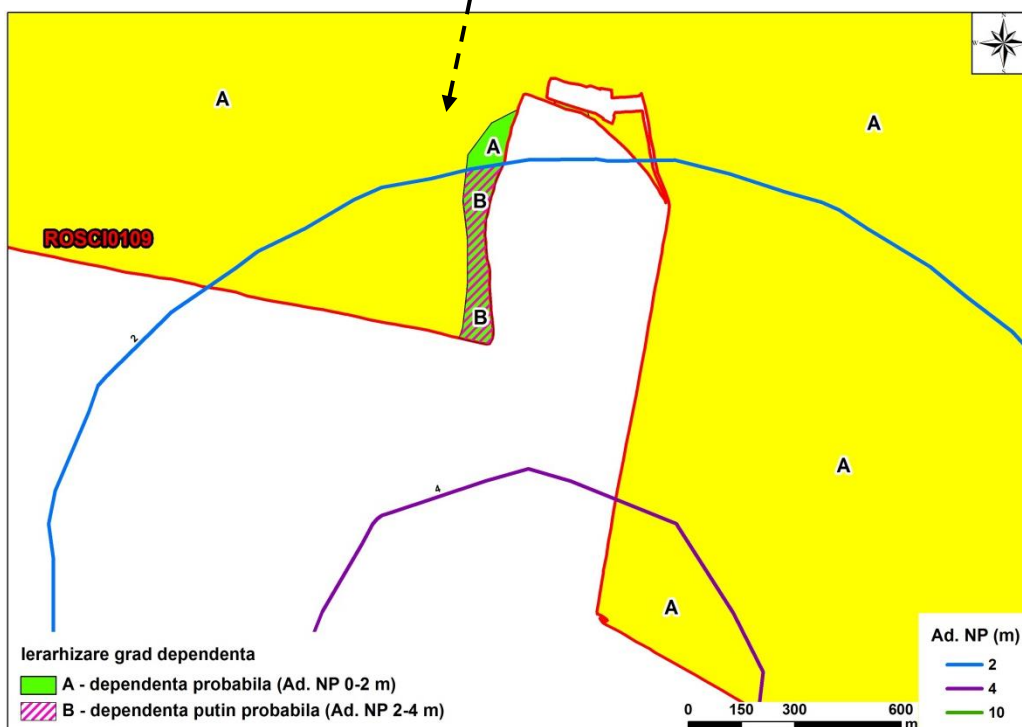 N
W
E
S
A
A
A
B
ROSCI0109
B
2
A
4
A
Ierarhizare grad dependenta
A - dependenta probabila (Ad. NP 0-2 m)
B - dependenta putin probabila (Ad. NP 2-4 m)
Ad. NP (m)
2
4
10
0 150 300 600
m